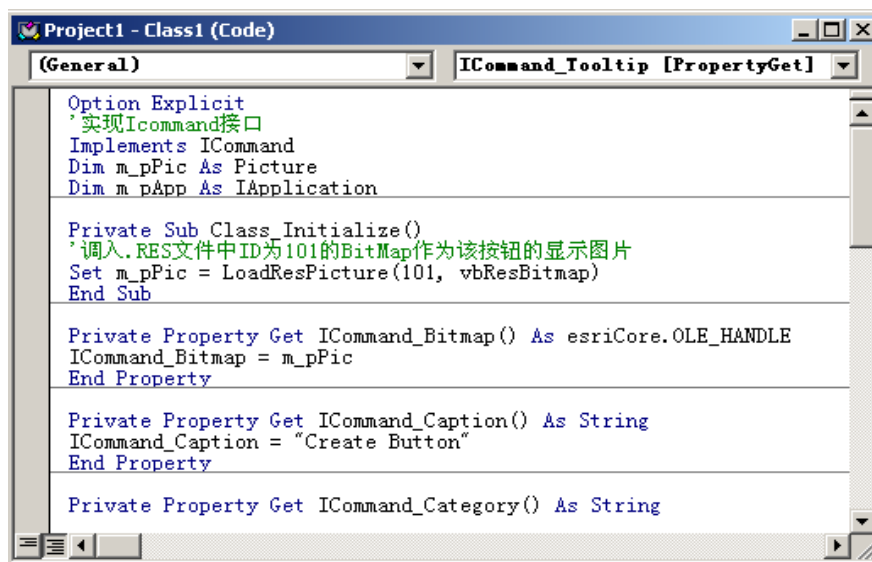 Project1 - Class1 (Code)
(General)
ICommand_Tooltip [PropertyGet]
Option Explicit
'实现Icommand接口
Implements ICommand
Dim m_pPic As Picture
Dim m_pApp As IApplication
Private Sub Class_Initialize()
'调入.RES文件中ID为101的BitMap作为该按钮的显示图片
Set m_pPic = LoadResPicture(101, vbResBitmap)
End Sub
Private Property Get ICommand_Bitmap() As esriCore.OLE_HANDLE
ICommand_Bitmap = m_pPic
End Property
Private Property Get ICommand_Caption() As String
ICommand_Caption = "Create Button"
End Property
Private Property Get ICommand_Category() As String